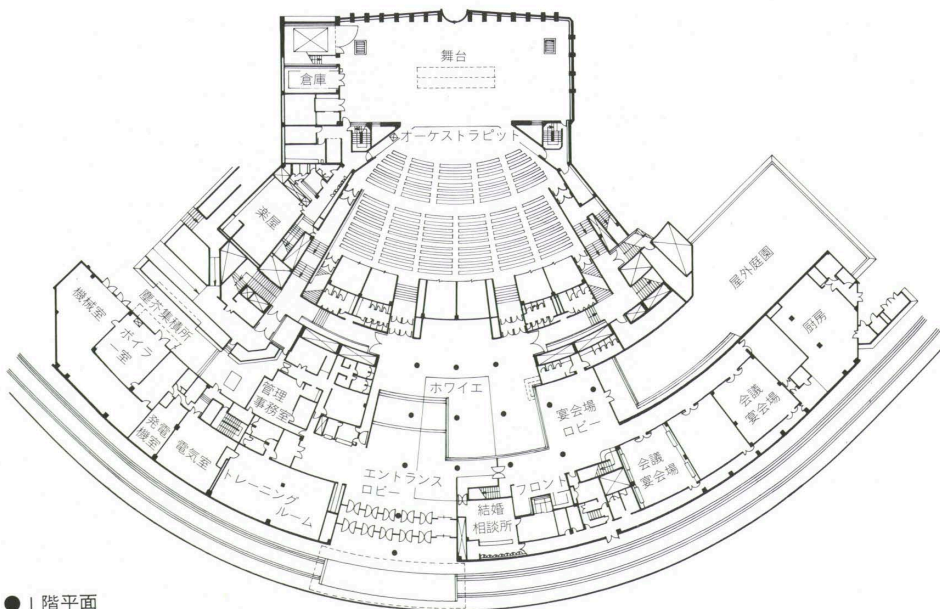 舞台
倉庫
オーケストラピット
楽屋
屋外庭園
機械室
塵芥集積所
ボイラ
室
厨房
管理
事務室
ホワイエ
宴会場
ロビー
会議
宴会場
発電
機室
電気室
エントランス
ロビー
フロント
会議
宴会場
トレーニング
ルーム
結婚
相談所
● 1階平面